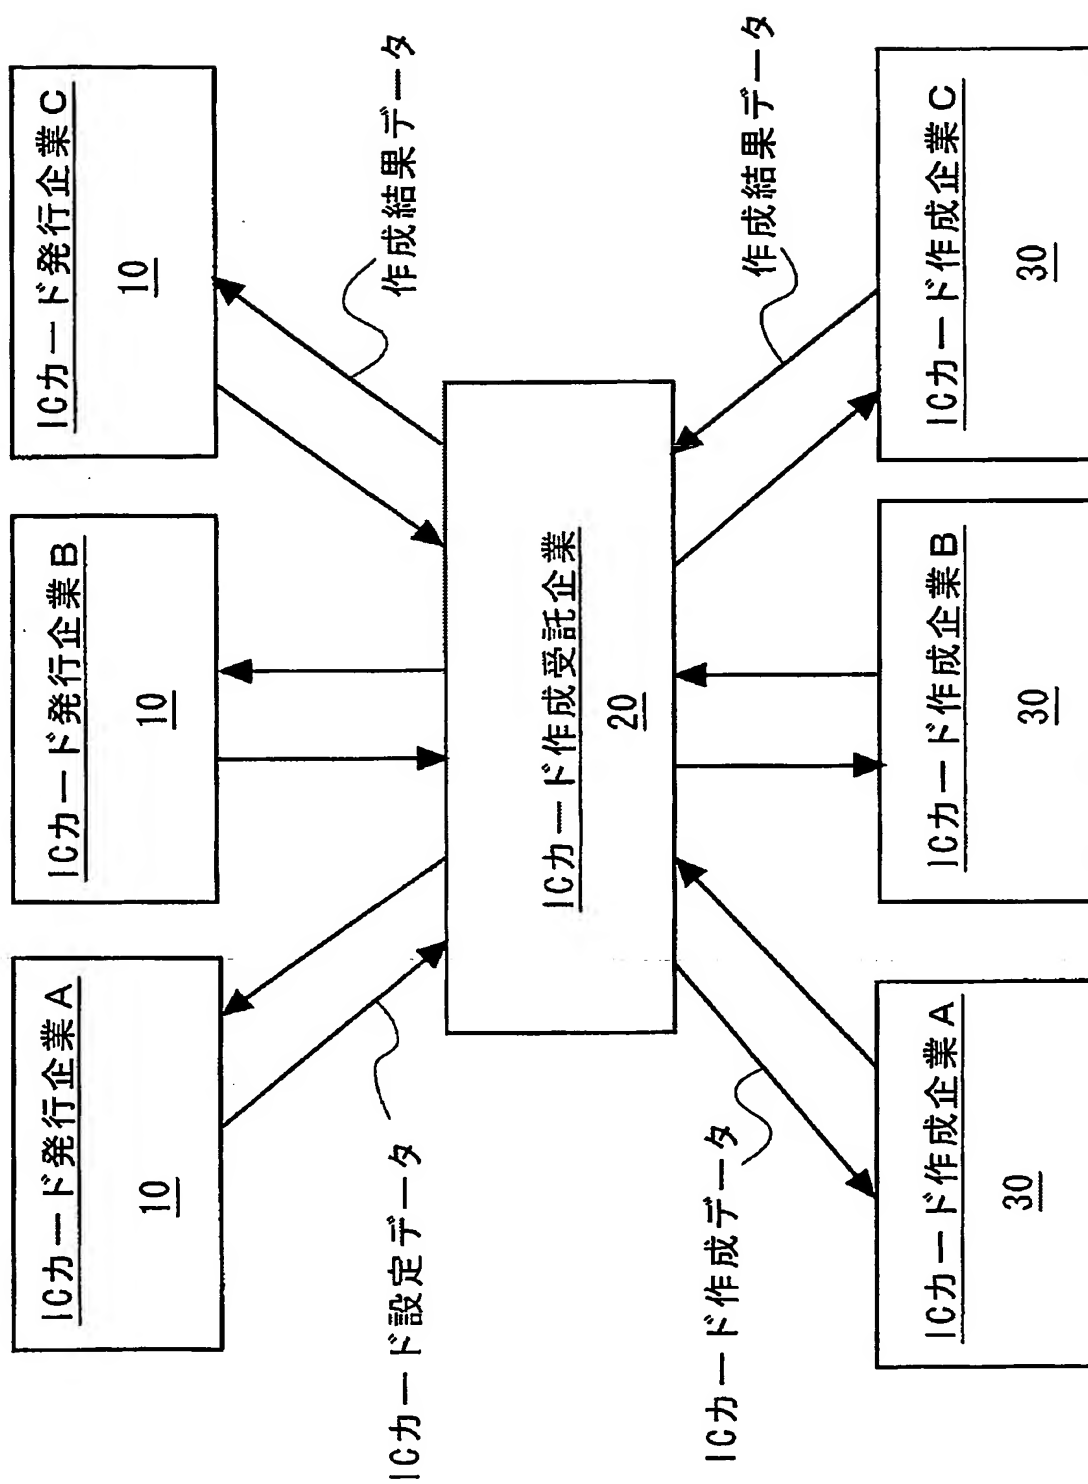 ICカード発行企業A
10
ICカード発行企業B
10
ICカード発行企業C
10
ICカード設定データ
作成結果データ
ICカード作成受託企業
20
ICカード作成データ
作成結果データ
ICカード作成企業A
30
ICカード作成企業B
30
ICカード作成企業C
30